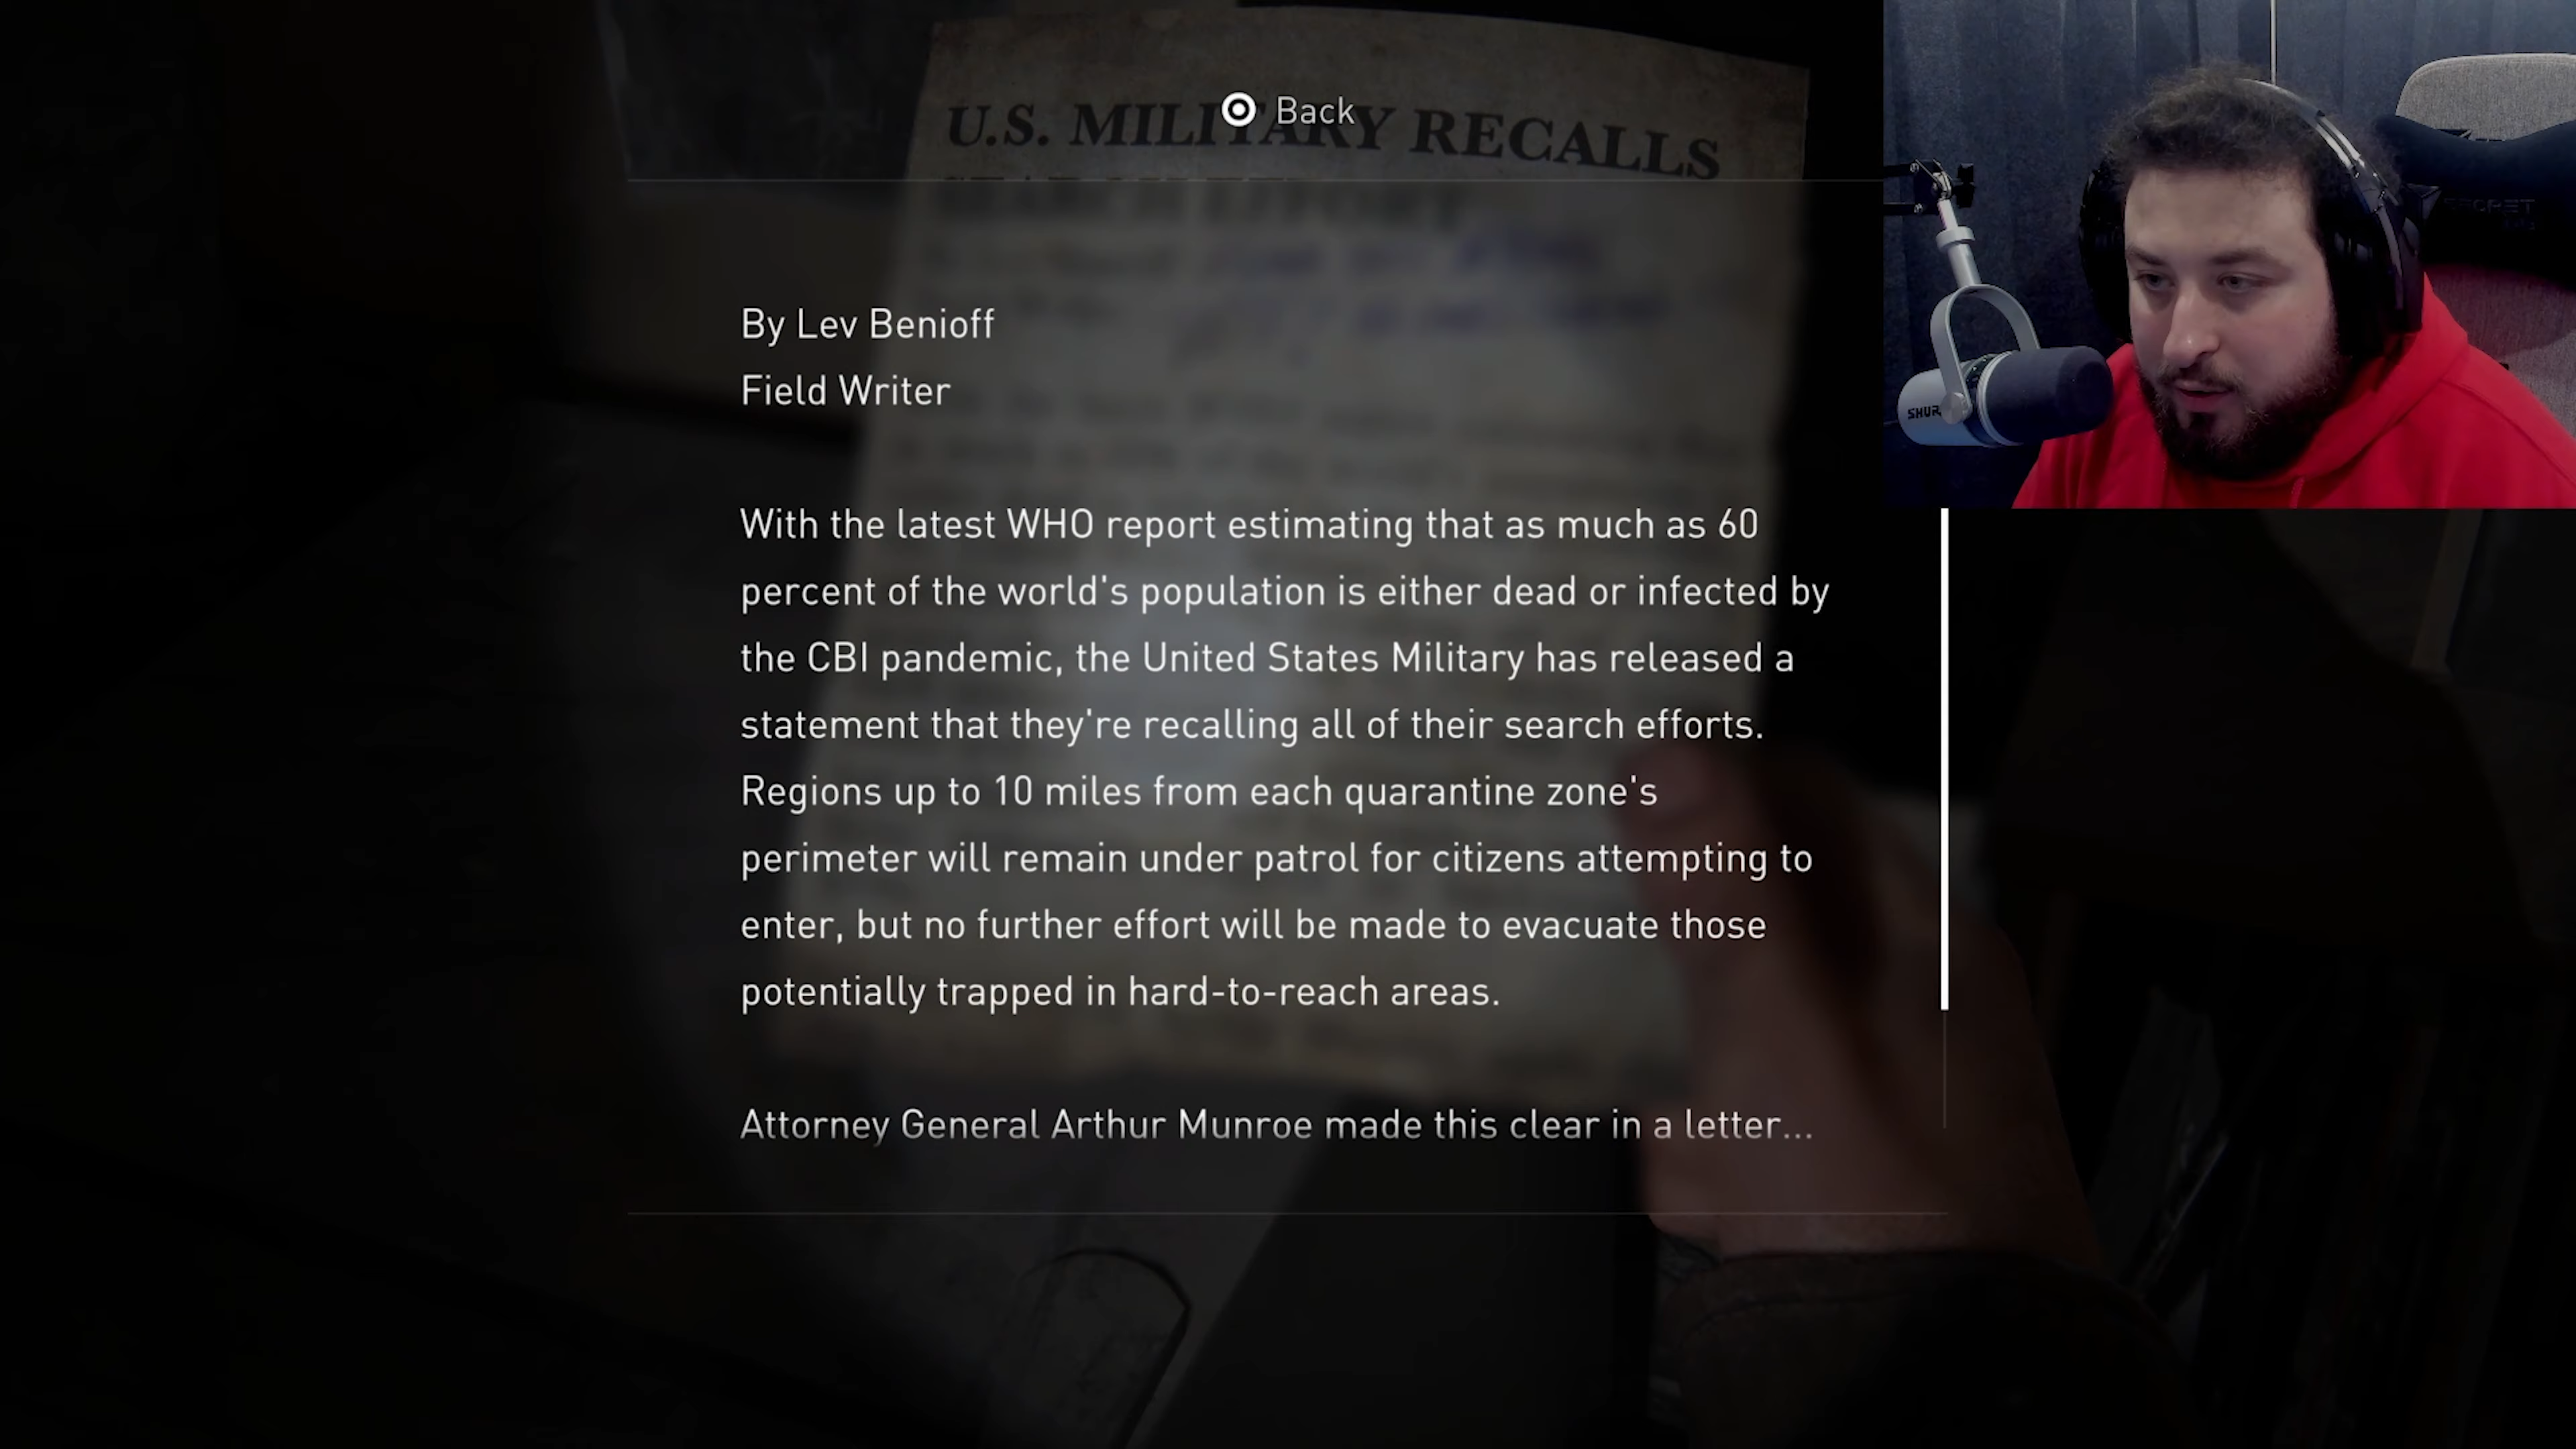 Back
U.S. MILITARY RECALLS
SEARCH EFFORT
By Lev Benioff
Field Writer
With the latest WHO report estimating that as much as 60
percent of the world's population is either dead or infected by
the CBI pandemic, the United States Military has released a
statement that they're recalling all of their search efforts.
Regions up to 10 miles from each quarantine zone's
perimeter will remain under patrol for citizens attempting to
enter, but no further effort will be made to evacuate those
potentially trapped in hard-to-reach areas.
Attorney General Arthur Munroe made this clear in a letter...
SHUR